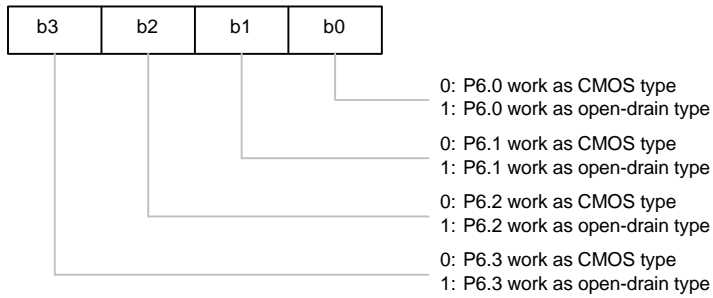 b3 b2 b1 b0
0: P6.0 work as CMOS type
1: P6.0 work as open-drain type
0: P6.1 work as CMOS type
1: P6.1 work as open-drain type
0: P6.2 work as CMOS type
1: P6.2 work as open-drain type
0: P6.3 work as CMOS type
1: P6.3 work as open-drain type